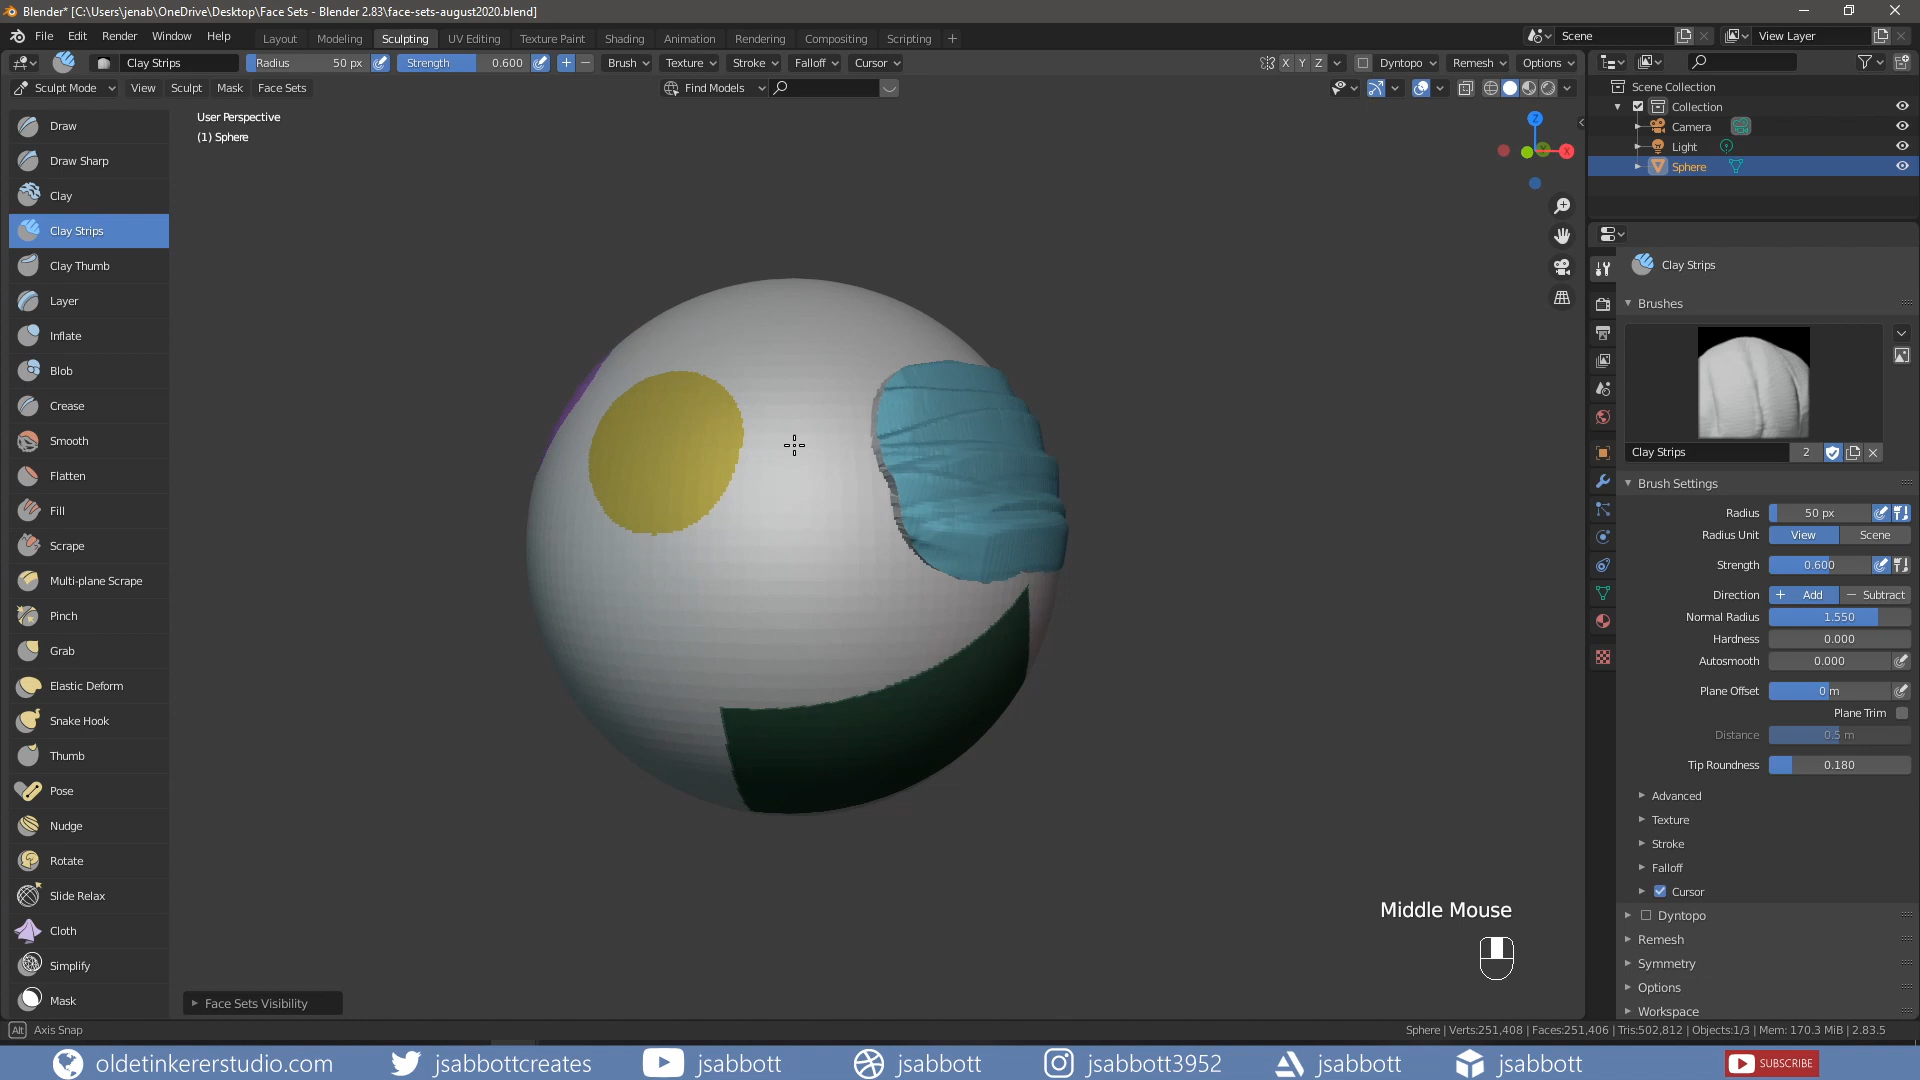 Blender* [C:\Users\jenab\OneDrive\Desktop\Face Sets - Blender 2.83\face-sets-august2020.blend]
File Edit Render Window Help Layout Modeling Sculpting UV Editing Texture Paint Shading Animation Rendering Compositing Scripting + Scene View Layer
Clay Strips Radius 50 px Strength 0.600 + − Brush Texture Stroke Falloff Cursor X Y Z Dyntopo Remesh Options
Sculpt Mode View Sculpt Mask Face Sets Find Models
User Perspective
(1) Sphere
Draw
Draw Sharp
Clay
Clay Strips
Clay Thumb
Layer
Inflate
Blob
Crease
Smooth
Flatten
Fill
Scrape
Multi-plane Scrape
Pinch
Grab
Elastic Deform
Snake Hook
Thumb
Pose
Nudge
Rotate
Slide Relax
Cloth
Simplify
Mask
Z
X
Middle Mouse
Face Sets Visibility
Scene Collection
Collection
Camera
Light
Sphere
Clay Strips
Brushes
Clay Strips 2
Brush Settings
Radius 50 px
Radius Unit View Scene
Strength 0.600
Direction + Add − Subtract
Normal Radius 1.550
Hardness 0.000
Autosmooth 0.000
Plane Offset 0 m
Plane Trim
Distance 0.5 m
Tip Roundness 0.180
Advanced
Texture
Stroke
Falloff
Cursor
Dyntopo
Remesh
Symmetry
Options
Workspace
Alt Axis Snap
Sphere | Verts:251,408 | Faces:251,406 | Tris:502,812 | Objects:1/3 | Mem: 170.3 MiB | 2.83.5
oldetinkererstudio.com jsabbottcreates jsabbott jsabbott jsabbott3952 jsabbott jsabbott SUBSCRIBE